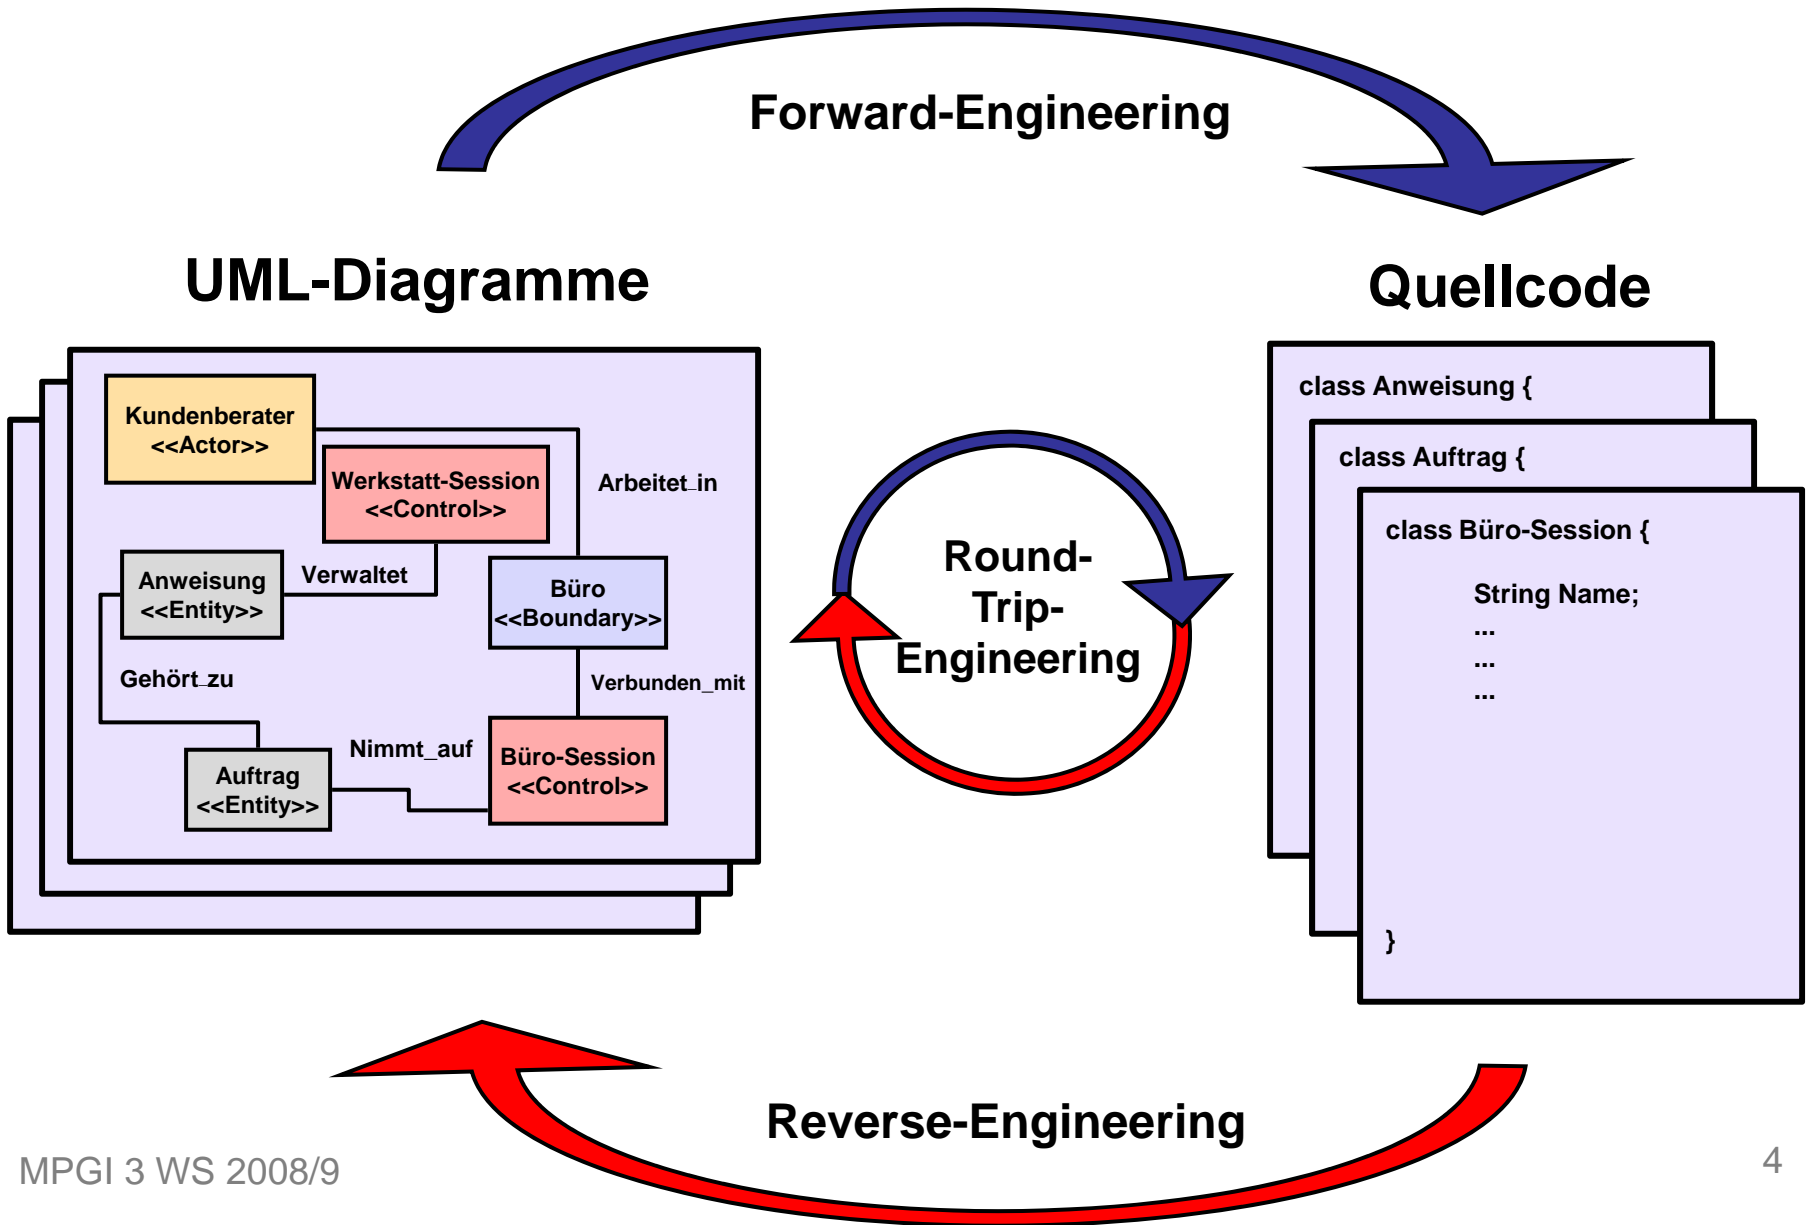 Forward-Engineering
UML-Diagramme
Quellcode
Kundenberater
<<Actor>>
Werkstatt-Session
<<Control>>
Arbeitet_in
Anweisung
<<Entity>>
Verwaltet
Büro
<<Boundary>>
Gehört_zu
Verbunden_mit
Auftrag
<<Entity>>
Nimmt_auf
Büro-Session
<<Control>>
Round-
Trip-
Engineering
class Anweisung {
class Auftrag {
class Büro-Session {
String Name;
...
...
...
}
Reverse-Engineering
MPGI 3 WS 2008/9
4